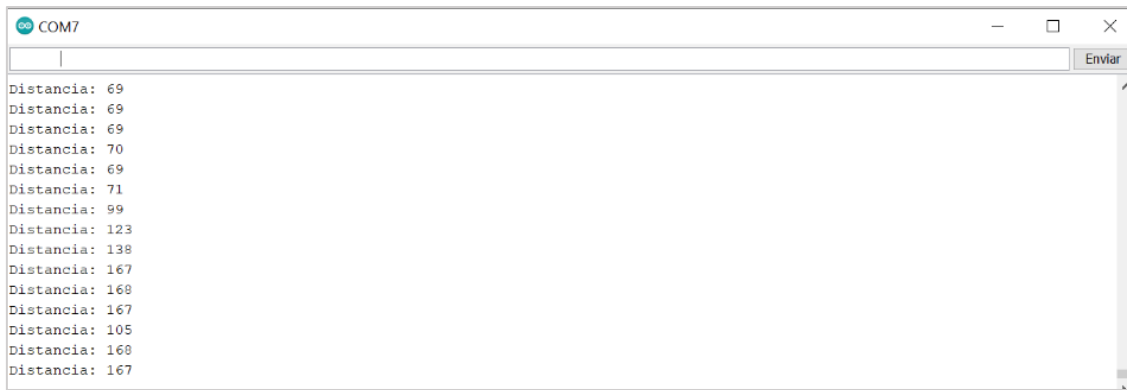 COM7
Enviar
Distancia: 69
Distancia: 69
Distancia: 69
Distancia: 70
Distancia: 69
Distancia: 71
Distancia: 99
Distancia: 123
Distancia: 138
Distancia: 167
Distancia: 168
Distancia: 167
Distancia: 105
Distancia: 168
Distancia: 167